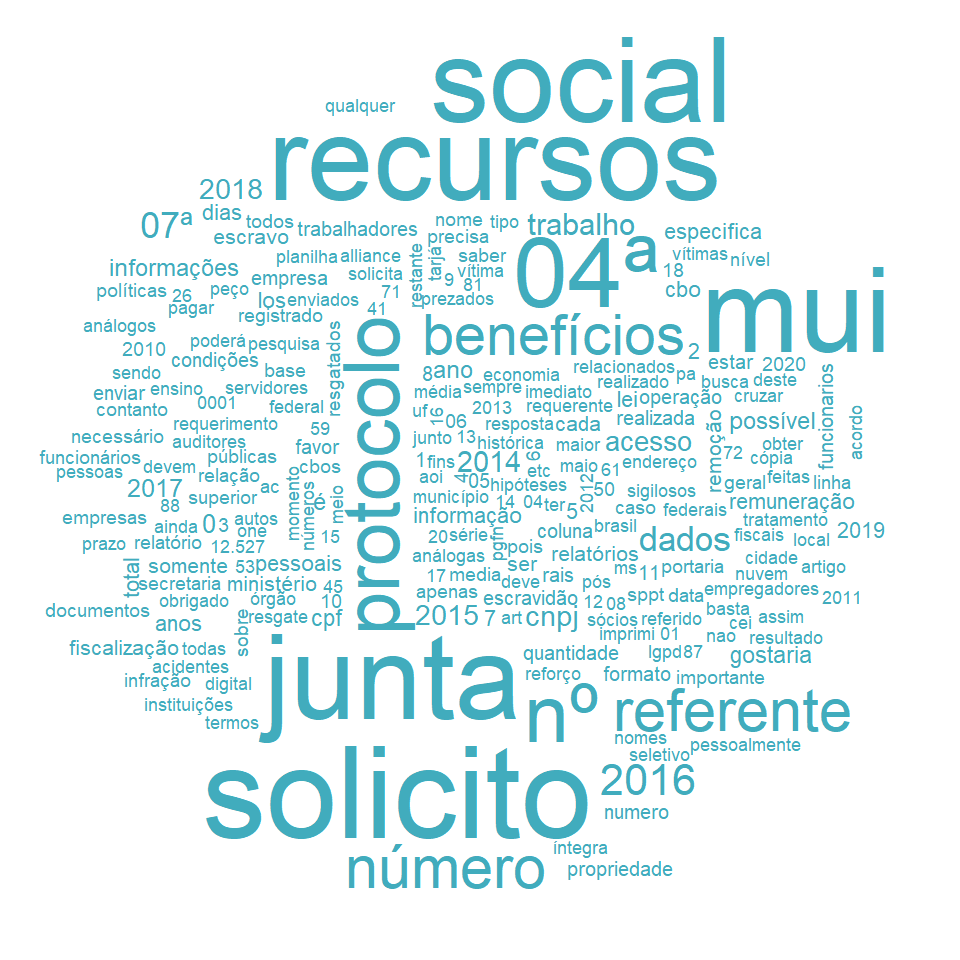 social
qualquer
recursos
2018
07ª
dias
todos
trabalhadores
nome
tipo
trabalho
04ª
especifica
escravo
precisa
vítimas
nível
informações
empresa
planilha
alliance
saber
solicita
tarjá
restante
vítima
9
81
18
cbo
mui
políticas
26
peço
los
enviados
71
prezados
pagar
registrado
41
análogos
poderá
pesquisa
benefícios
2010
condições
resgatados
protocolo
8
ano
economia
relacionados
2
estar
2020
sendo
base
média
sempre
imediato
realizado
pa
busca
deste
enviar
ensino
servidores
uf
16
06
2013
requerente
lei
operação
cruzar
funcionarios
contanto
0001
federal
resposta
cada
realizada
remoção
possível
acordo
requerimento
59
junto
13
histórica
maior
acesso
necessário
auditores
favor
funcionários
públicas
cbos
1
fins
2014
6
etc
maio
61
endereço
72
obter
cópia
pessoas
devem
relação
é
meio
aoi
4
05
hipóteses
2012
50
sigilosos
geral
feitas
linha
2017
superior
ac
momento
números
município
14
04
ter
5
caso
federais
remuneração
empresas
88
ainda
03
autos
one
15
informação
coluna
brasil
tratamento
2019
prazo
relatório
12.527
20
série
pgfn
pois
relatórios
dados
fiscais
local
total
somente
53
pessoais
análogas
ser
ms
11
portaria
cidade
artigo
secretaria
ministério
45
17
media
deve
rais
pós
nuvem
documentos
obrigado
órgão
10
apenas
escravidão
12
08
sppt
data
empregadores
2011
anos
sobre
resgate
cpf
2015
7
art
cnpj
sócios
referido
basta
cei
assim
fiscalização
todas
imprimi
01
nao
resultado
acidentes
junta
quantidade
lgpd
87
gostaria
infração
digital
reforço
formato
importante
instituições
nº
referente
termos
nomes
seletivo
pessoalmente
solicito
2016
numero
número
íntegra
propriedade